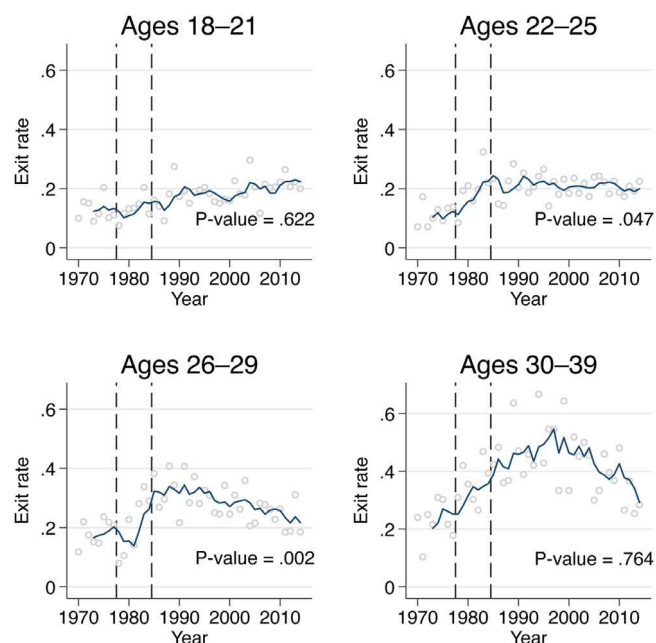 Ages 18–21
.6
.4
.2
0
Exit rate
P-value = .622
1970 1980 1990 2000 2010
Year
Ages 22–25
.6
.4
.2
0
Exit rate
P-value = .047
1970 1980 1990 2000 2010
Year
Ages 26–29
.6
.4
.2
0
Exit rate
P-value = .002
1970 1980 1990 2000 2010
Year
Ages 30–39
.6
.4
.2
0
Exit rate
P-value = .764
1970 1980 1990 2000 2010
Year